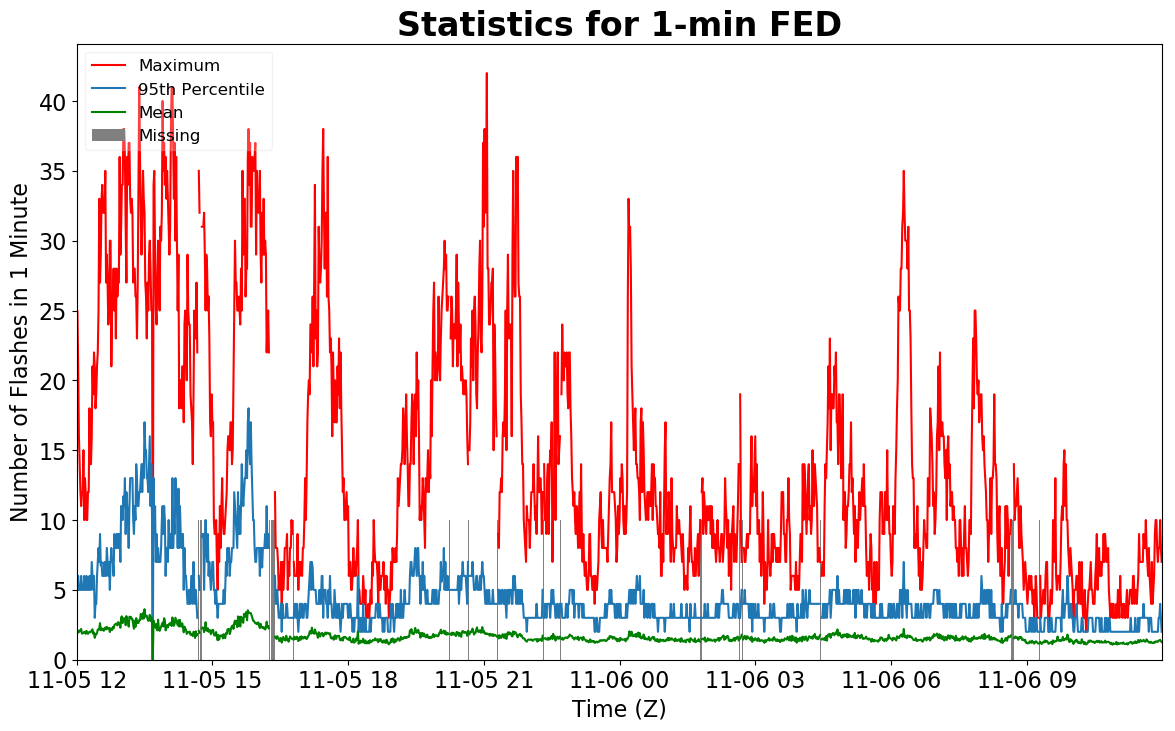 Statistics for 1-min FED
Maximum
95th Percentile
Mean
Missing
Number of Flashes in 1 Minute
40
35
30
25
20
15
10
5
0
11-05 12
11-05 15
11-05 18
11-05 21
11-06 00
11-06 03
11-06 06
11-06 09
Time (Z)